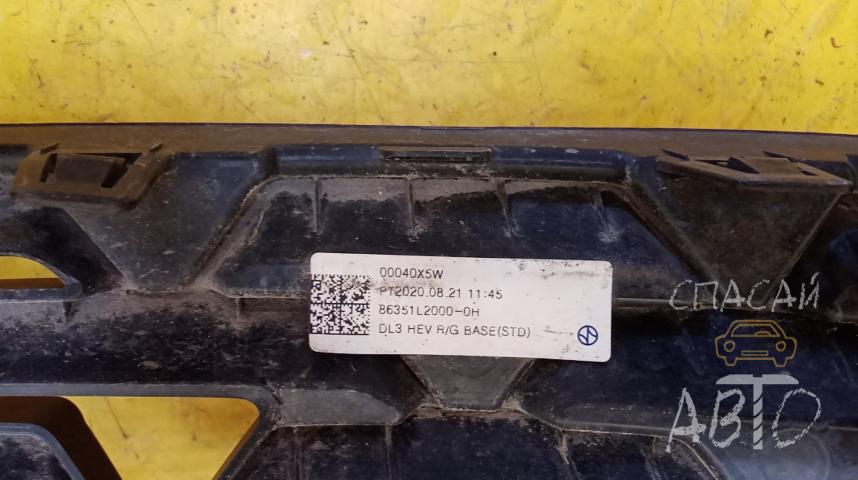 00040X5W
PT2020.08.21 11:45
86351L2000-0H
DL3 HEV R/G BASE(STD)
СПАСАЙ
АВТО